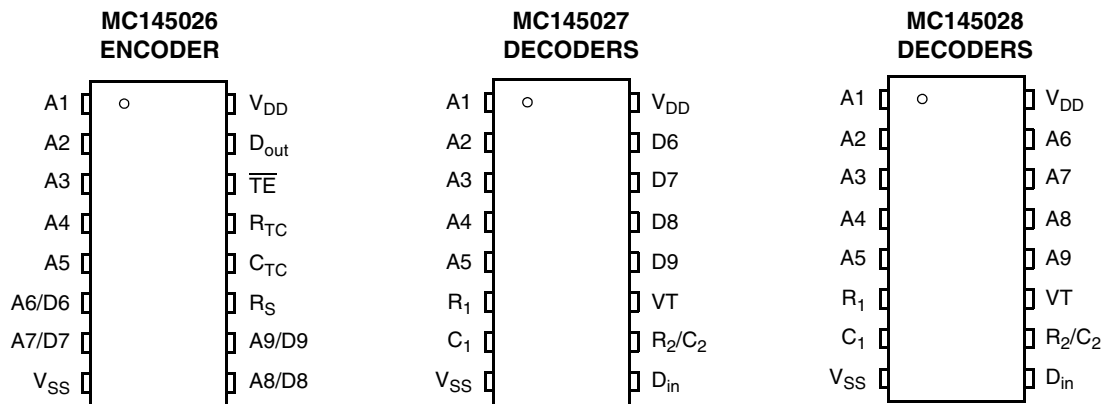 MC145026
ENCODER
A1 V_DD
A2 D_out
A3 T̅E̅
A4 R_TC
A5 C_TC
A6/D6 R_S
A7/D7 A9/D9
V_SS A8/D8
MC145027
DECODERS
A1 V_DD
A2 D6
A3 D7
A4 D8
A5 D9
R_1 VT
C_1 R_2/C_2
V_SS D_in
MC145028
DECODERS
A1 V_DD
A2 A6
A3 A7
A4 A8
A5 A9
R_1 VT
C_1 R_2/C_2
V_SS D_in